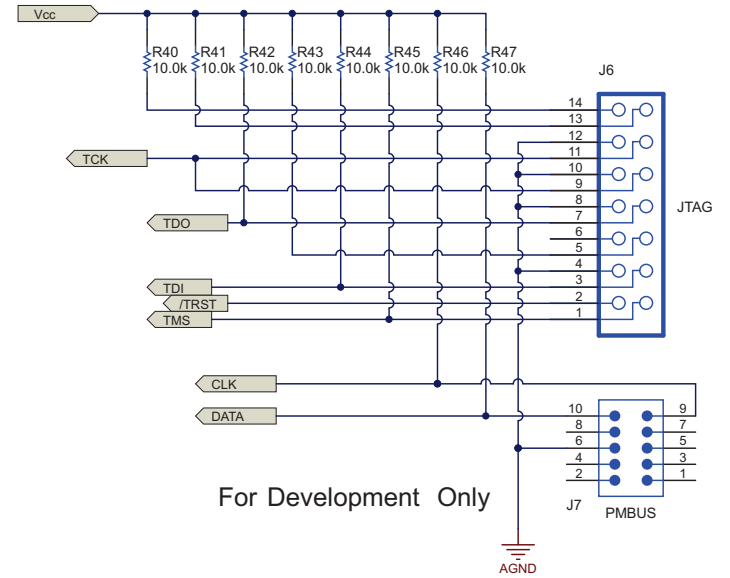 Vcc
R40 R41 R42 R43 R44 R45 R46 R47
10.0k 10.0k 10.0k 10.0k 10.0k 10.0k 10.0k 10.0k
J6
14
13
12
TCK 11
10
9
8
JTAG
TDO 7
6
5
4
TDI 3
/TRST 2
TMS 1
CLK
DATA 10 9
8 7
6 5
4 3
2 1
For Development Only
J7 PMBUS
AGND